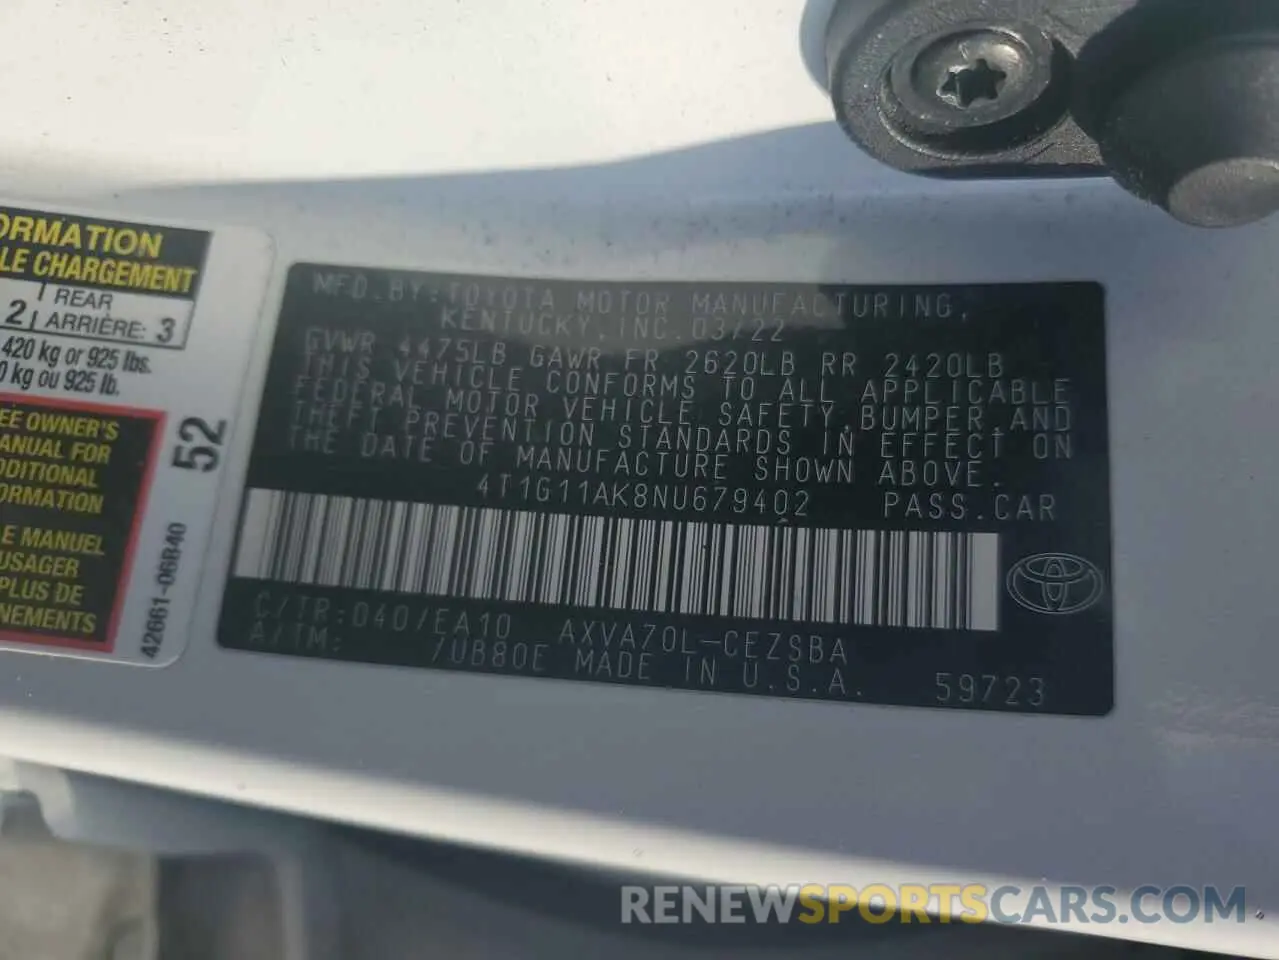 ORMATION
LE CHARGEMENT
2 REAR
ARRIÈRE: 3
420 kg or 925 lbs.
0 kg ou 925 lb.
EE OWNER'S
ANUAL FOR
DDITIONAL
ORMATION
E MANUEL
USAGER
PLUS DE
NEMENTS
52
42661-06B40
MFD.BY:TOYOTA MOTOR MANUFACTURING,
KENTUCKY,INC.03/22
GVWR 4475LB GAWR FR 2620LB RR 2420LB
THIS VEHICLE CONFORMS TO ALL APPLICABLE
FEDERAL MOTOR VEHICLE SAFETY,BUMPER,AND
THEFT PREVENTION STANDARDS IN EFFECT ON
THE DATE OF MANUFACTURE SHOWN ABOVE.
4T1G11AK8NU679402 PASS.CAR
C/TR:040/EA10 AXVA70L-CEZSBA
A/TM: /UB80E MADE IN U.S.A.
59723
RENEWSPORTSCARS.COM